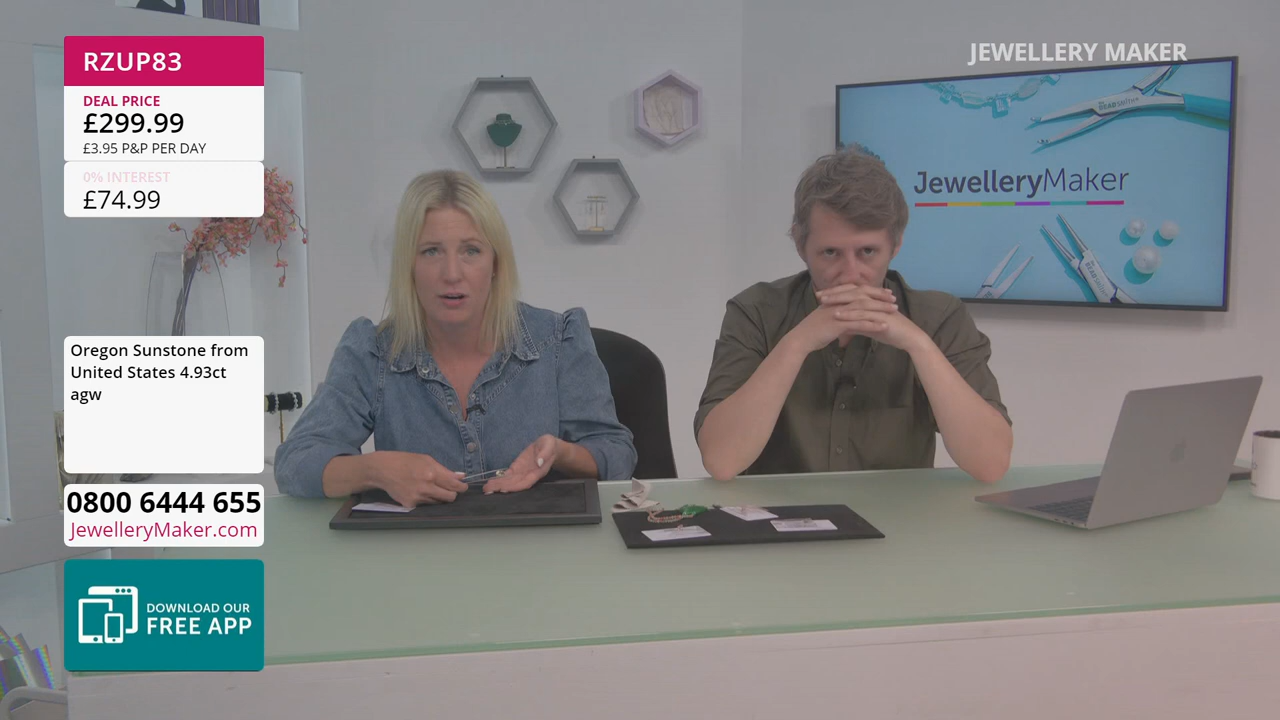 RZUP83
DEAL PRICE
£299.99
£3.95 P&P PER DAY
0% INTEREST
£74.99
Oregon Sunstone from
United States 4.93ct
agw
0800 6444 655
JewelleryMaker.com
DOWNLOAD OUR
FREE APP
JEWELLERY MAKER
BEADSMITH
JewelleryMaker